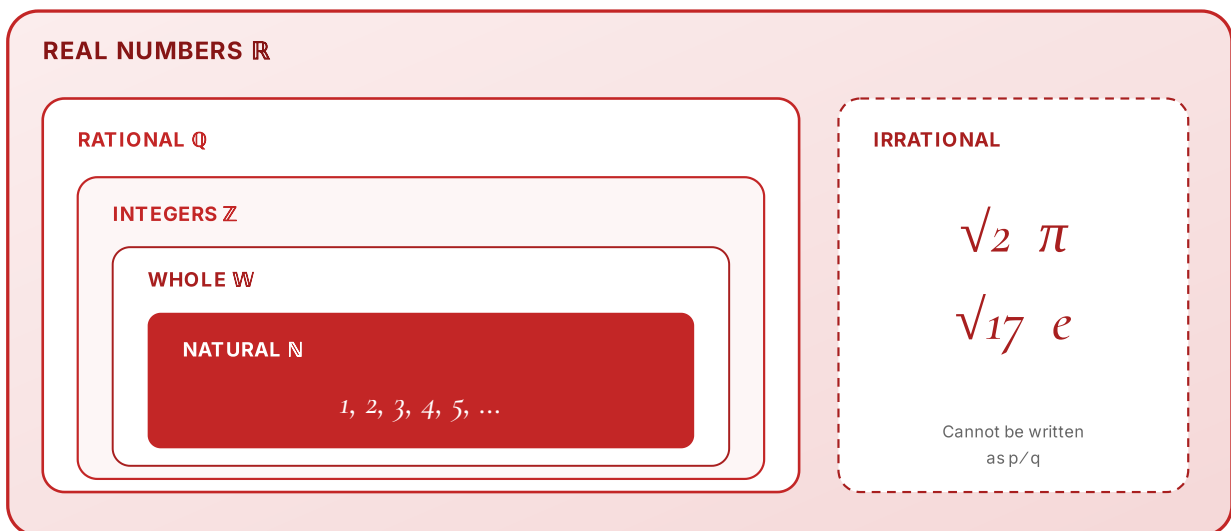 REAL NUMBERS ℝ
RATIONAL ℚ
INTEGERS ℤ
WHOLE 𝕎
NATURAL ℕ
1, 2, 3, 4, 5, ...
IRRATIONAL
√2 π
√17 e
Cannot be written
as p/q